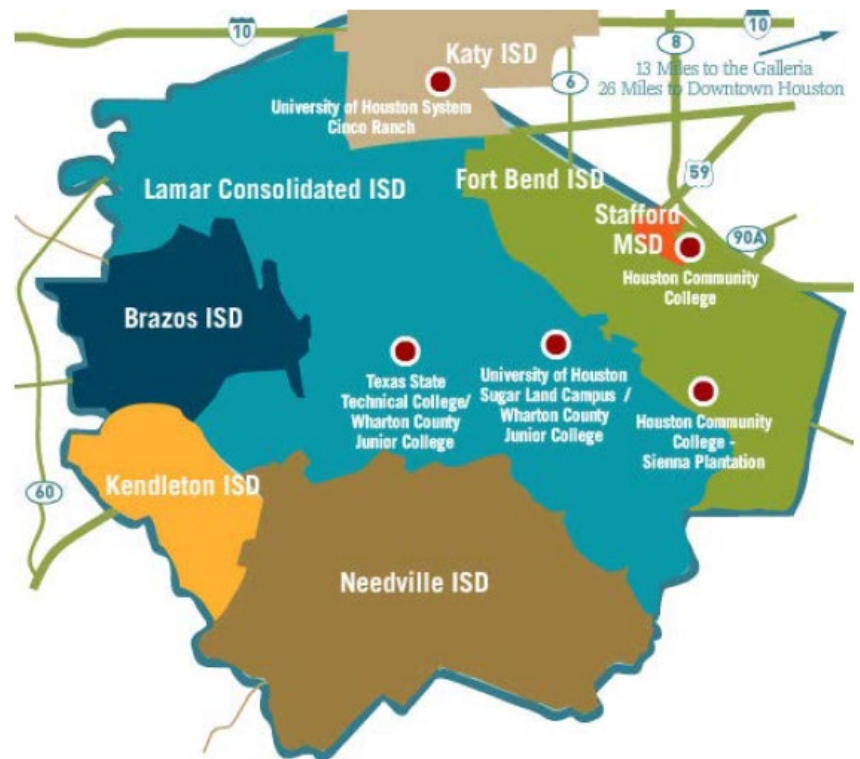 10
10
Katy ISD
8
6
13 Miles to the Galleria
26 Miles to Downtown Houston
University of Houston System
Cinco Ranch
59
Lamar Consolidated ISD
Fort Bend ISD
Stafford
MSD
90A
Houston Community
College
Brazos ISD
Texas State
Technical College/
Wharton County
Junior College
University of Houston
Sugar Land Campus /
Wharton County
Junior College
Houston Community
College -
Sienna Plantation
Kendleton ISD
60
Needville ISD